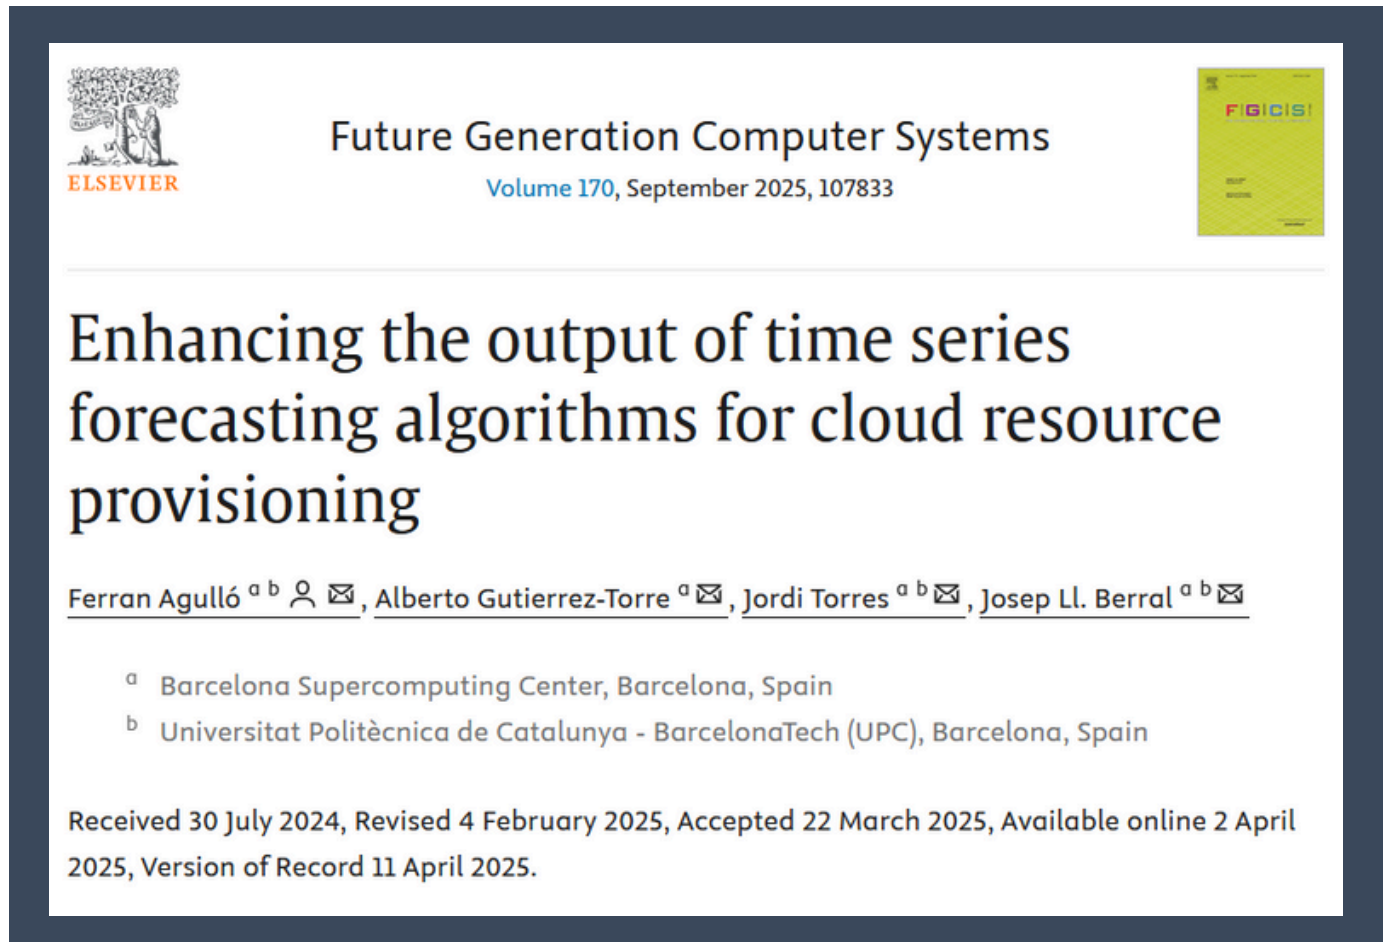 ELSEVIER
Future Generation Computer Systems
Volume 170, September 2025, 107833
F|G|C|S|
Enhancing the output of time series
forecasting algorithms for cloud resource
provisioning
Ferran Agulló a b, Alberto Gutierrez-Torre a, Jordi Torres a b, Josep Ll. Berral a b
a Barcelona Supercomputing Center, Barcelona, Spain
b Universitat Politècnica de Catalunya - BarcelonaTech (UPC), Barcelona, Spain
Received 30 July 2024, Revised 4 February 2025, Accepted 22 March 2025, Available online 2 April
2025, Version of Record 11 April 2025.